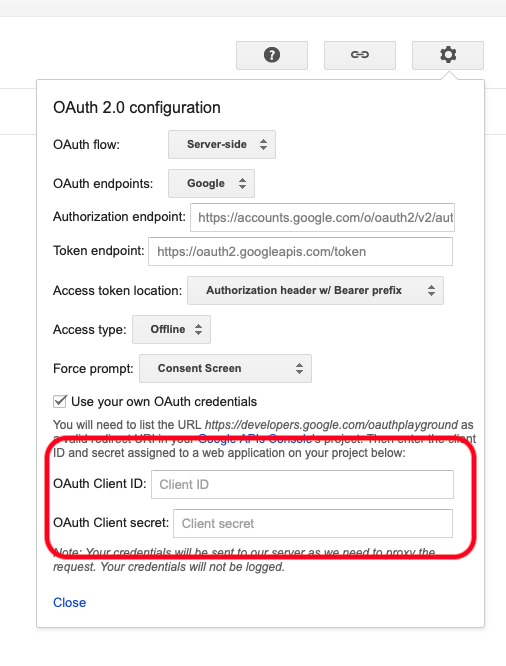 OAuth 2.0 configuration
OAuth flow: Server-side
OAuth endpoints: Google
Authorization endpoint: https://accounts.google.com/o/oauth2/v2/aut
Token endpoint: https://oauth2.googleapis.com/token
Access token location: Authorization header w/ Bearer prefix
Access type: Offline
Force prompt: Consent Screen
Use your own OAuth credentials
You will need to list the URL https://developers.google.com/oauthplayground as
a valid redirect URI in your Google APIs Console's project. Then enter the client
ID and secret assigned to a web application on your project below:
OAuth Client ID: Client ID
OAuth Client secret: Client secret
Note: Your credentials will be sent to our server as we need to proxy the
request. Your credentials will not be logged.
Close